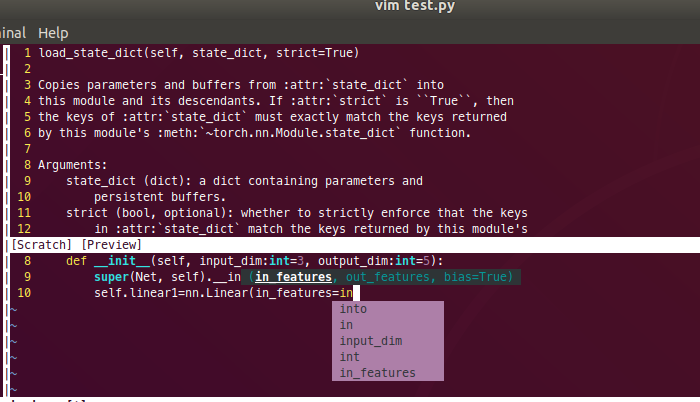 vim test.py
inal Help
1 load_state_dict(self, state_dict, strict=True)
2
3 Copies parameters and buffers from :attr:`state_dict` into
4 this module and its descendants. If :attr:`strict` is ``True``, then
5 the keys of :attr:`state_dict` must exactly match the keys returned
6 by this module's :meth:`~torch.nn.Module.state_dict` function.
7
8 Arguments:
9     state_dict (dict): a dict containing parameters and
10         persistent buffers.
11     strict (bool, optional): whether to strictly enforce that the keys
12         in :attr:`state_dict` match the keys returned by this module's
[Scratch] [Preview]
8     def __init__(self, input_dim:int=3, output_dim:int=5):
9         super(Net, self).__in (in_features, out_features, bias=True)
10         self.linear1=nn.Linear(in_features=in
~ into
~ in
~ input_dim
~ int
~ in_features
~